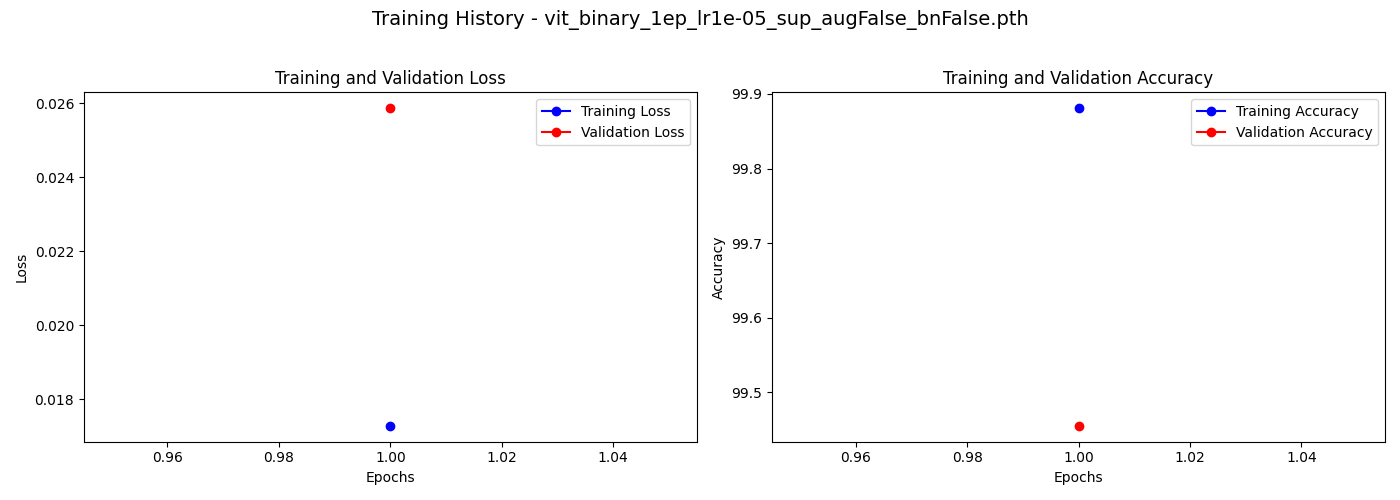 Training History - vit_binary_1ep_lr1e-05_sup_augFalse_bnFalse.pth
Training and Validation Loss
0.026
0.024
0.022
0.020
0.018
Loss
Training Loss
Validation Loss
0.96
0.98
1.00
1.02
1.04
Epochs
Training and Validation Accuracy
99.9
99.8
99.7
99.6
99.5
Accuracy
Training Accuracy
Validation Accuracy
0.96
0.98
1.00
1.02
1.04
Epochs